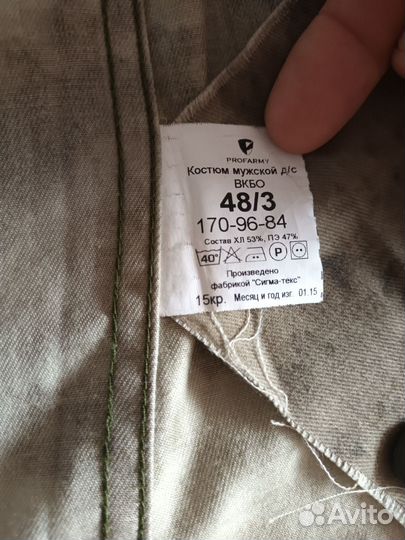 PROFARMY
Костюм мужской д/с
ВКБО
48/3
170-96-84
Состав ХЛ 53%, ПЭ 47%
40° P
Произведено
фабрикой "Сигма-текс"
15кр. Месяц и год изг. 01.15
Avito